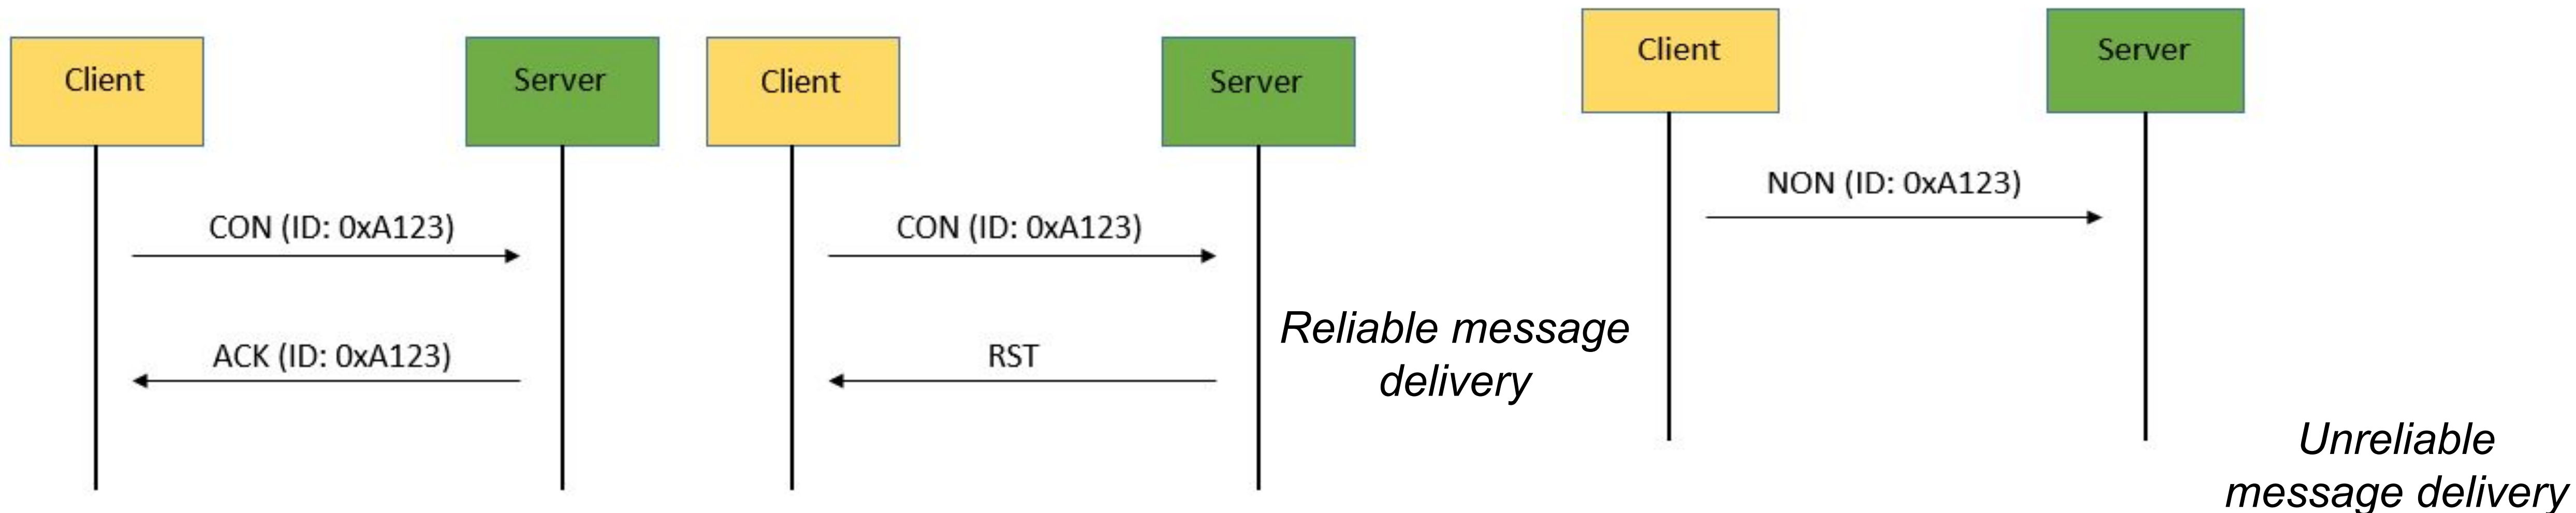 Client
Server
CON (ID: 0xA123)
ACK (ID: 0xA123)
Client
Server
CON (ID: 0xA123)
RST
Reliable message
delivery
Client
Server
NON (ID: 0xA123)
Unreliable
message delivery